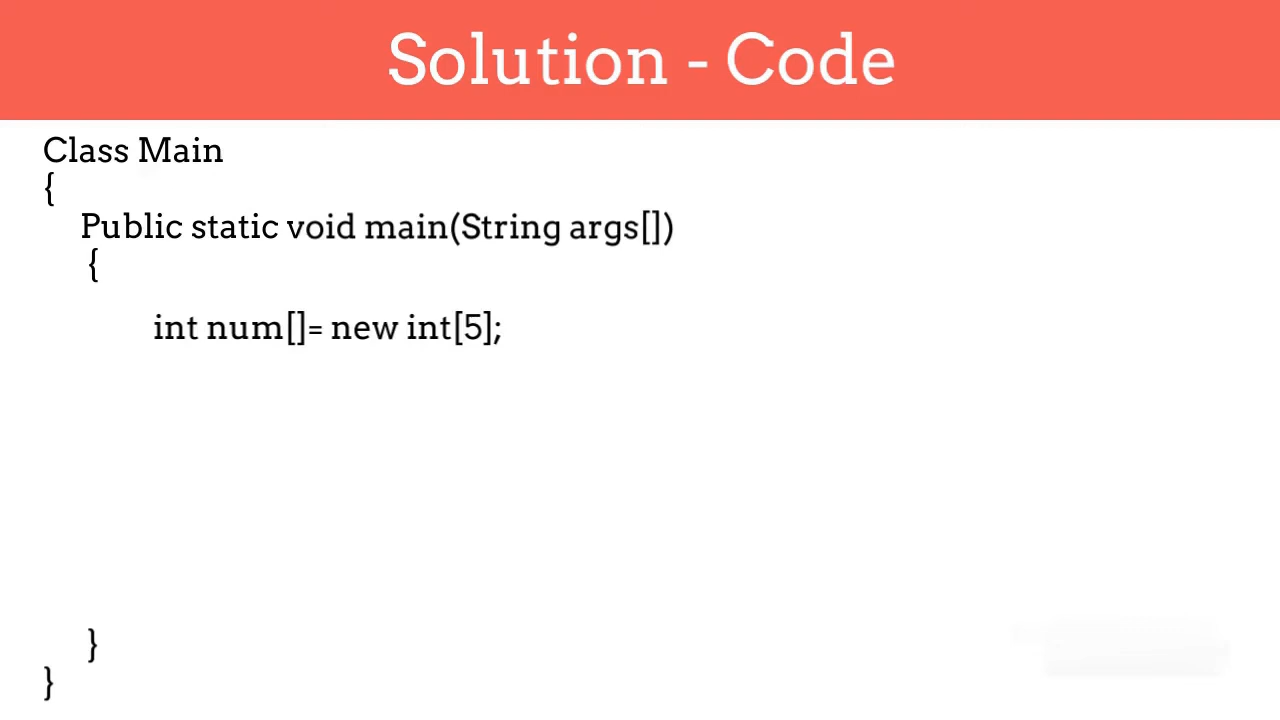 Solution - Code
Class Main
{
Public static void main(String args[])
{
int num[]= new int[5];
}
}